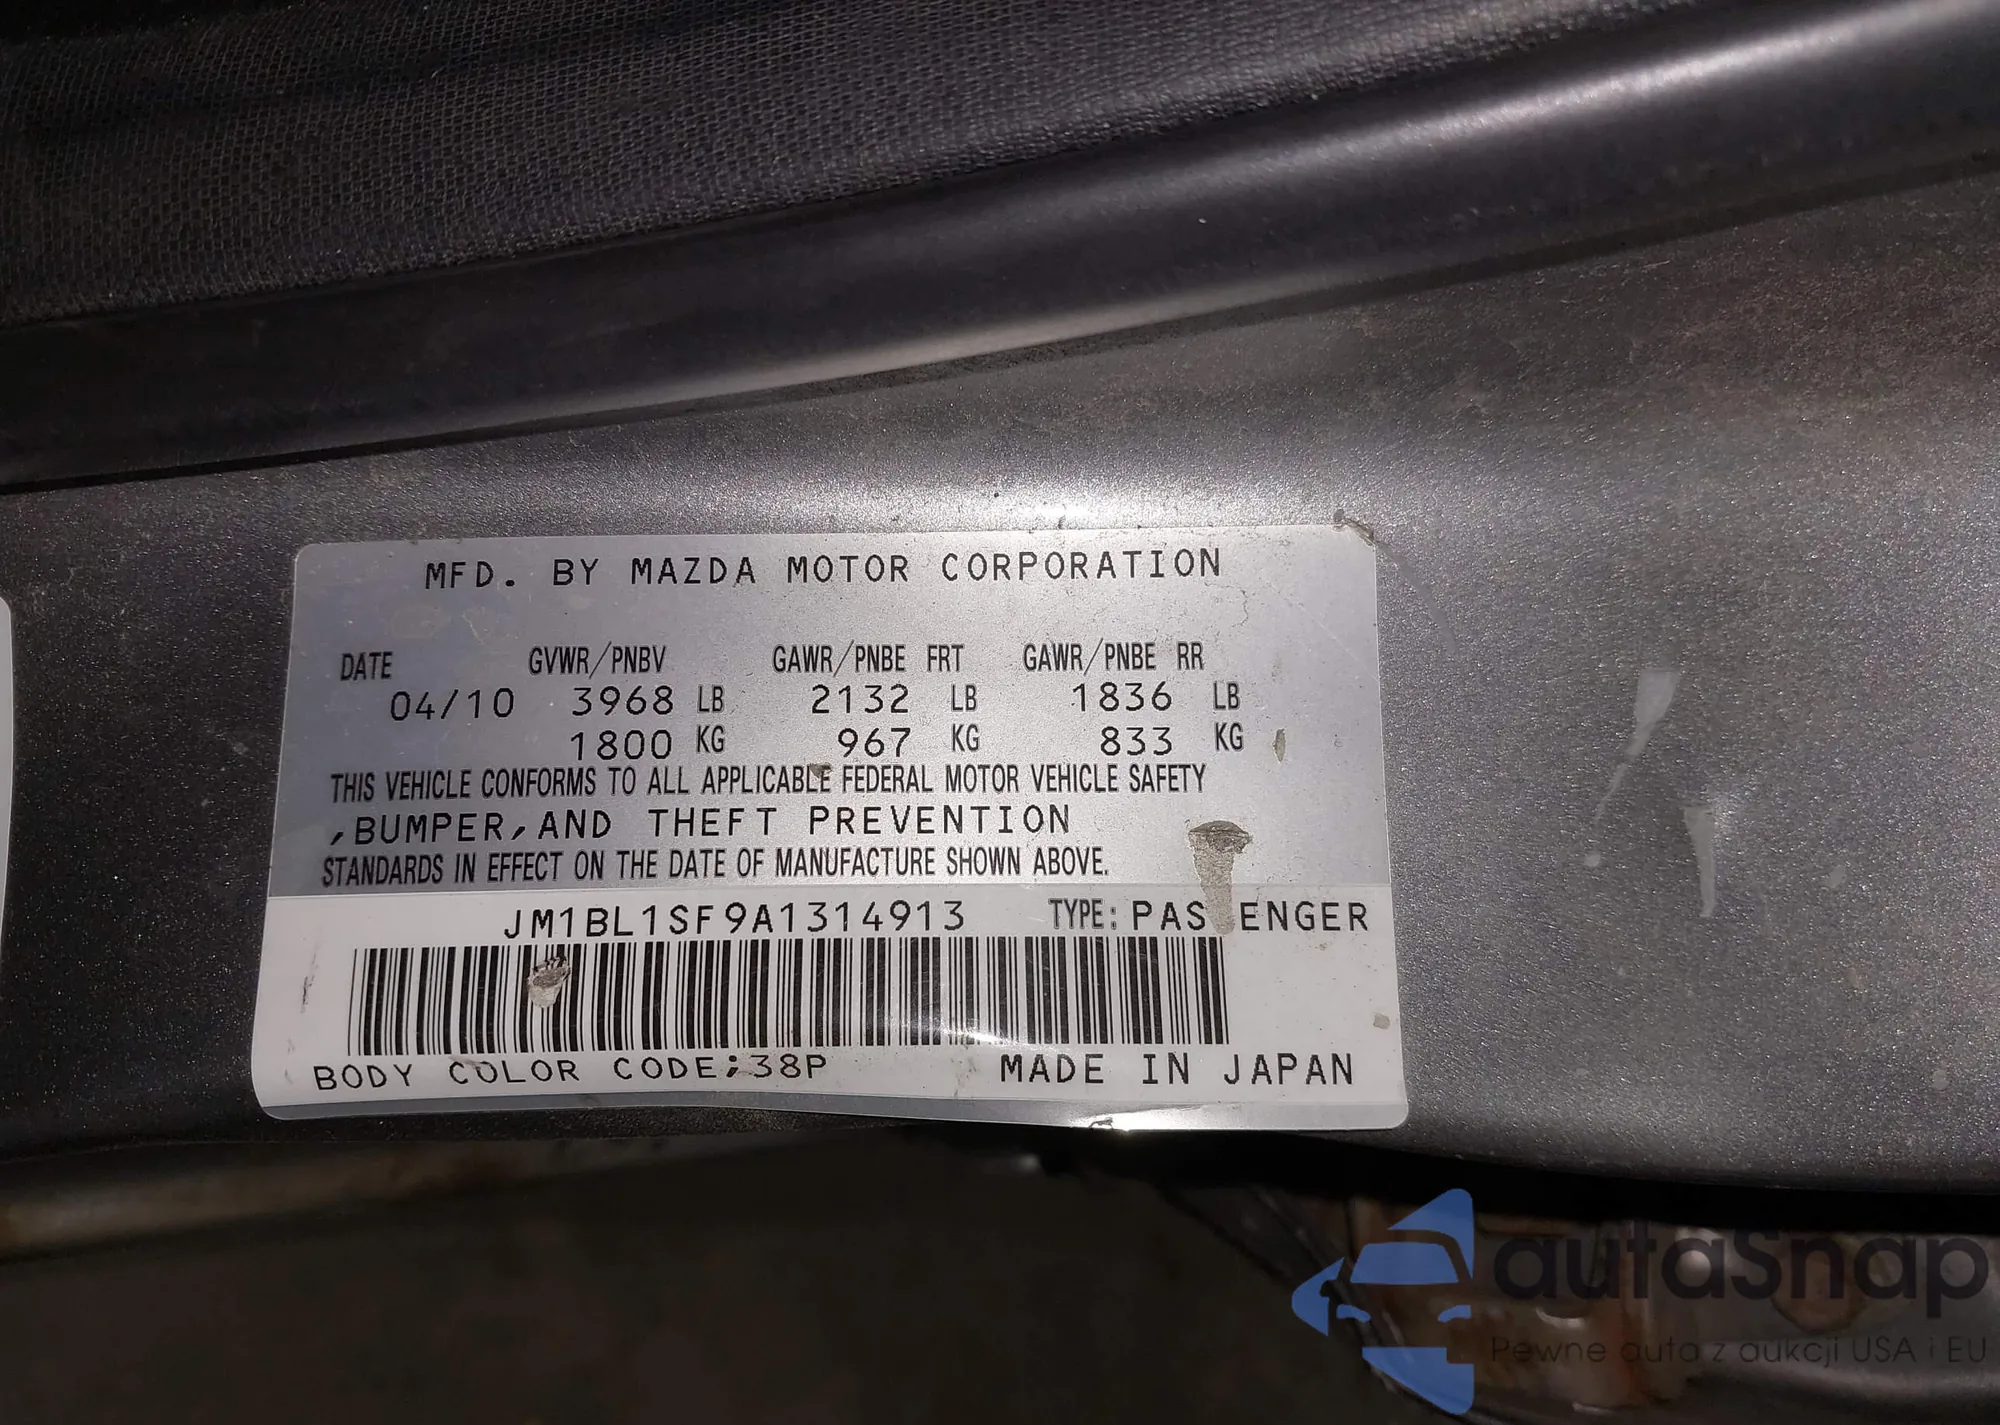 MFD. BY MAZDA MOTOR CORPORATION
DATE GVWR/PNBV GAWR/PNBE FRT GAWR/PNBE RR
04/10 3968 LB 2132 LB 1836 LB
1800 KG 967 KG 833 KG
THIS VEHICLE CONFORMS TO ALL APPLICABLE FEDERAL MOTOR VEHICLE SAFETY
,BUMPER,AND THEFT PREVENTION
STANDARDS IN EFFECT ON THE DATE OF MANUFACTURE SHOWN ABOVE.
JM1BL1SF9A1314913 TYPE: PASSENGER
BODY COLOR CODE;38P MADE IN JAPAN
autaSnap
Pewne auta z aukcji USA i EU